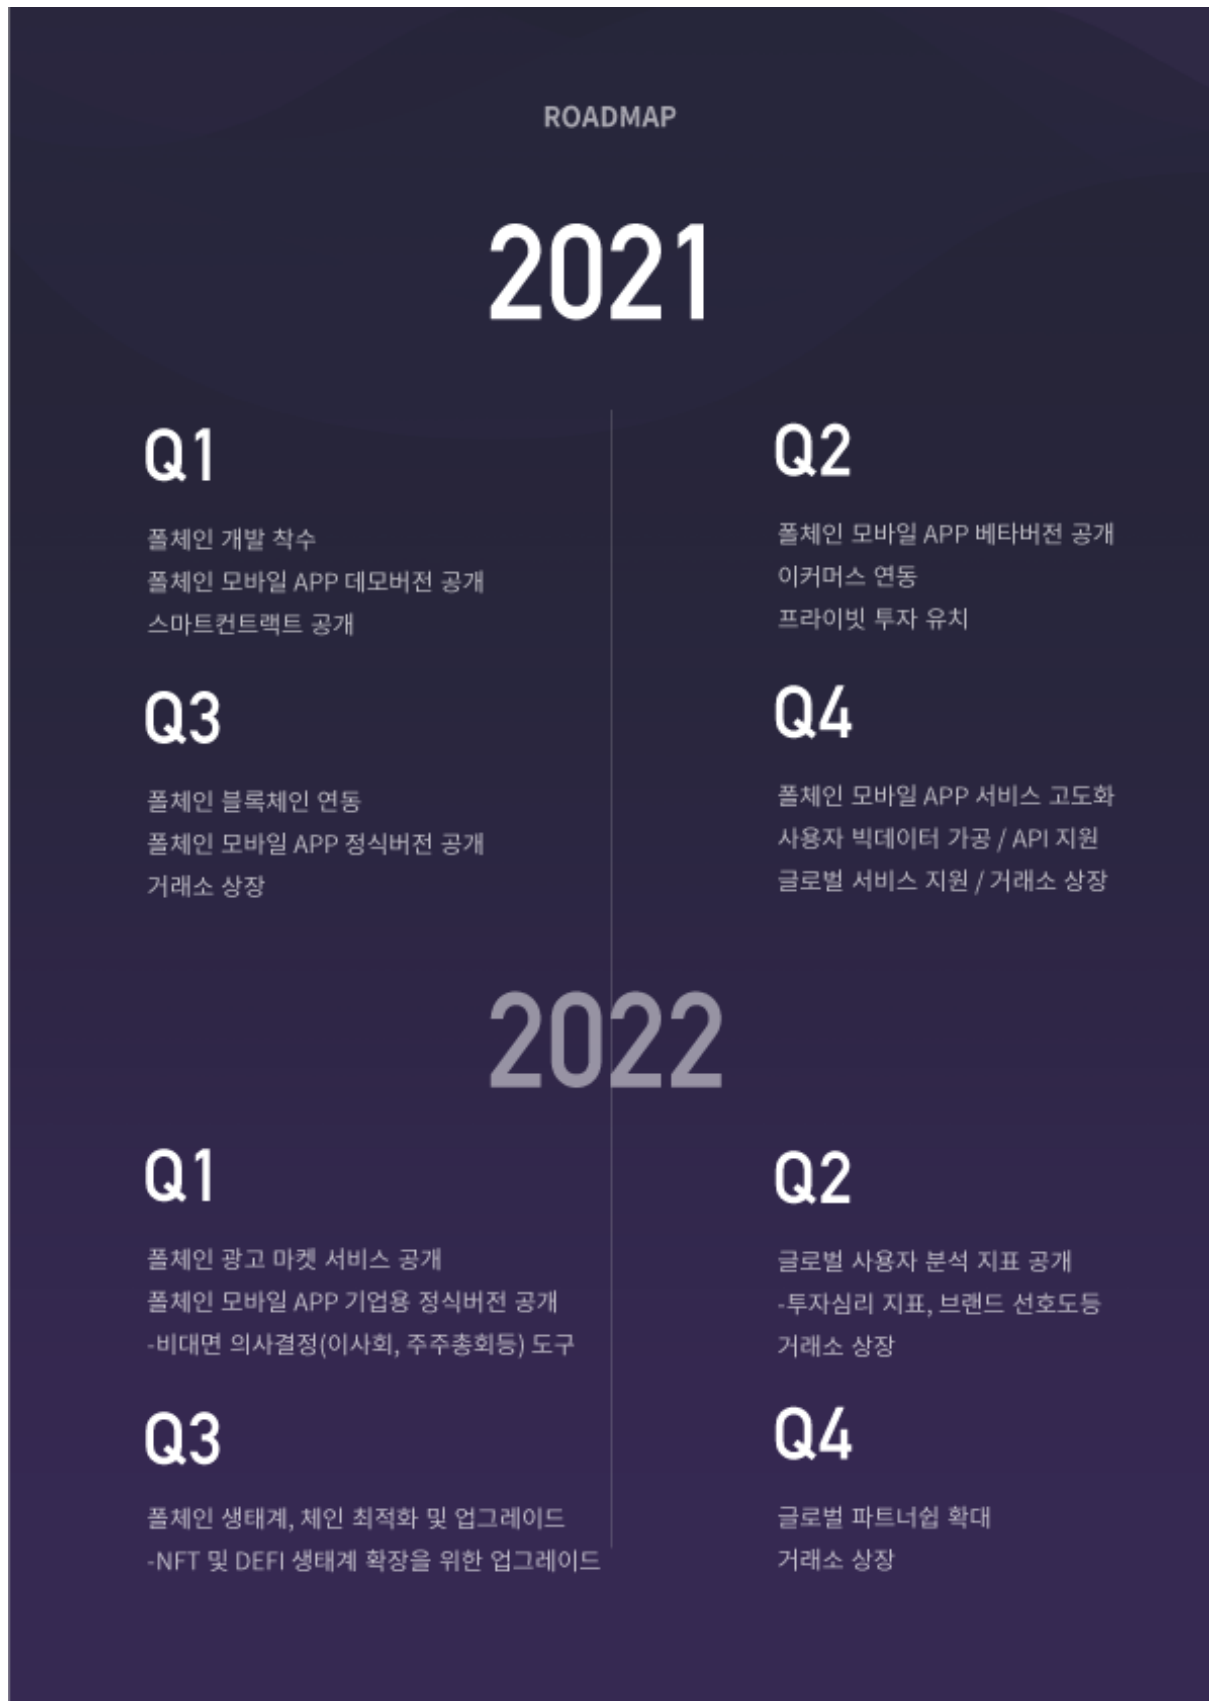 ROADMAP
2021
Q1
폴체인 개발 착수
폴체인 모바일 APP 데모버전 공개
스마트컨트랙트 공개
Q2
폴체인 모바일 APP 베타버전 공개
이커머스 연동
프라이빗 투자 유치
Q3
폴체인 블록체인 연동
폴체인 모바일 APP 정식버전 공개
거래소 상장
Q4
폴체인 모바일 APP 서비스 고도화
사용자 빅데이터 가공 / API 지원
글로벌 서비스 지원 / 거래소 상장
2022
Q1
폴체인 광고 마켓 서비스 공개
폴체인 모바일 APP 기업용 정식버전 공개
-비대면 의사결정(이사회, 주주총회등) 도구
Q2
글로벌 사용자 분석 지표 공개
-투자심리 지표, 브랜드 선호도등
거래소 상장
Q3
폴체인 생태계, 체인 최적화 및 업그레이드
-NFT 및 DEFI 생태계 확장을 위한 업그레이드
Q4
글로벌 파트너쉽 확대
거래소 상장